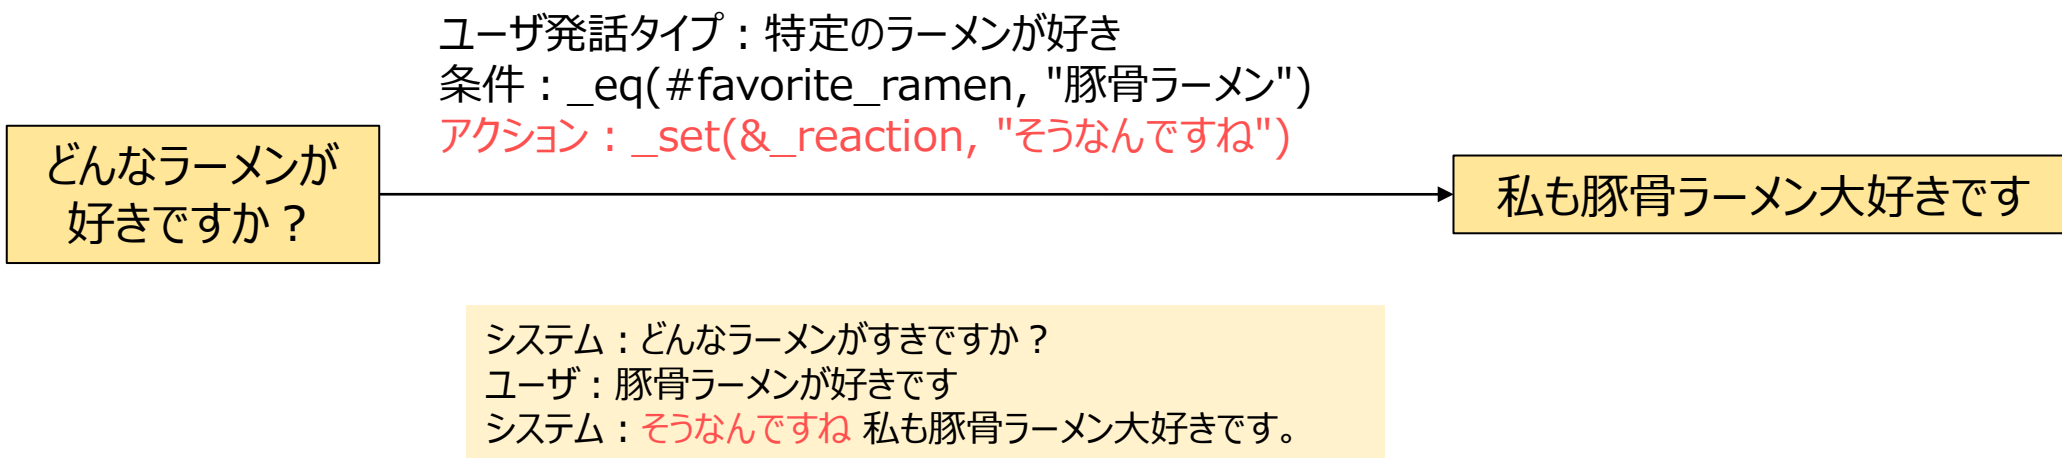 ユーザ発話タイプ：特定のラーメンが好き
条件：_eq(#favorite_ramen, "豚骨ラーメン")
アクション：_set(&_reaction, "そうなんですね")
どんなラーメンが
好きですか？
私も豚骨ラーメン大好きです
システム：どんなラーメンがすきですか？
ユーザ：豚骨ラーメンが好きです
システム：そうなんですね 私も豚骨ラーメン大好きです。